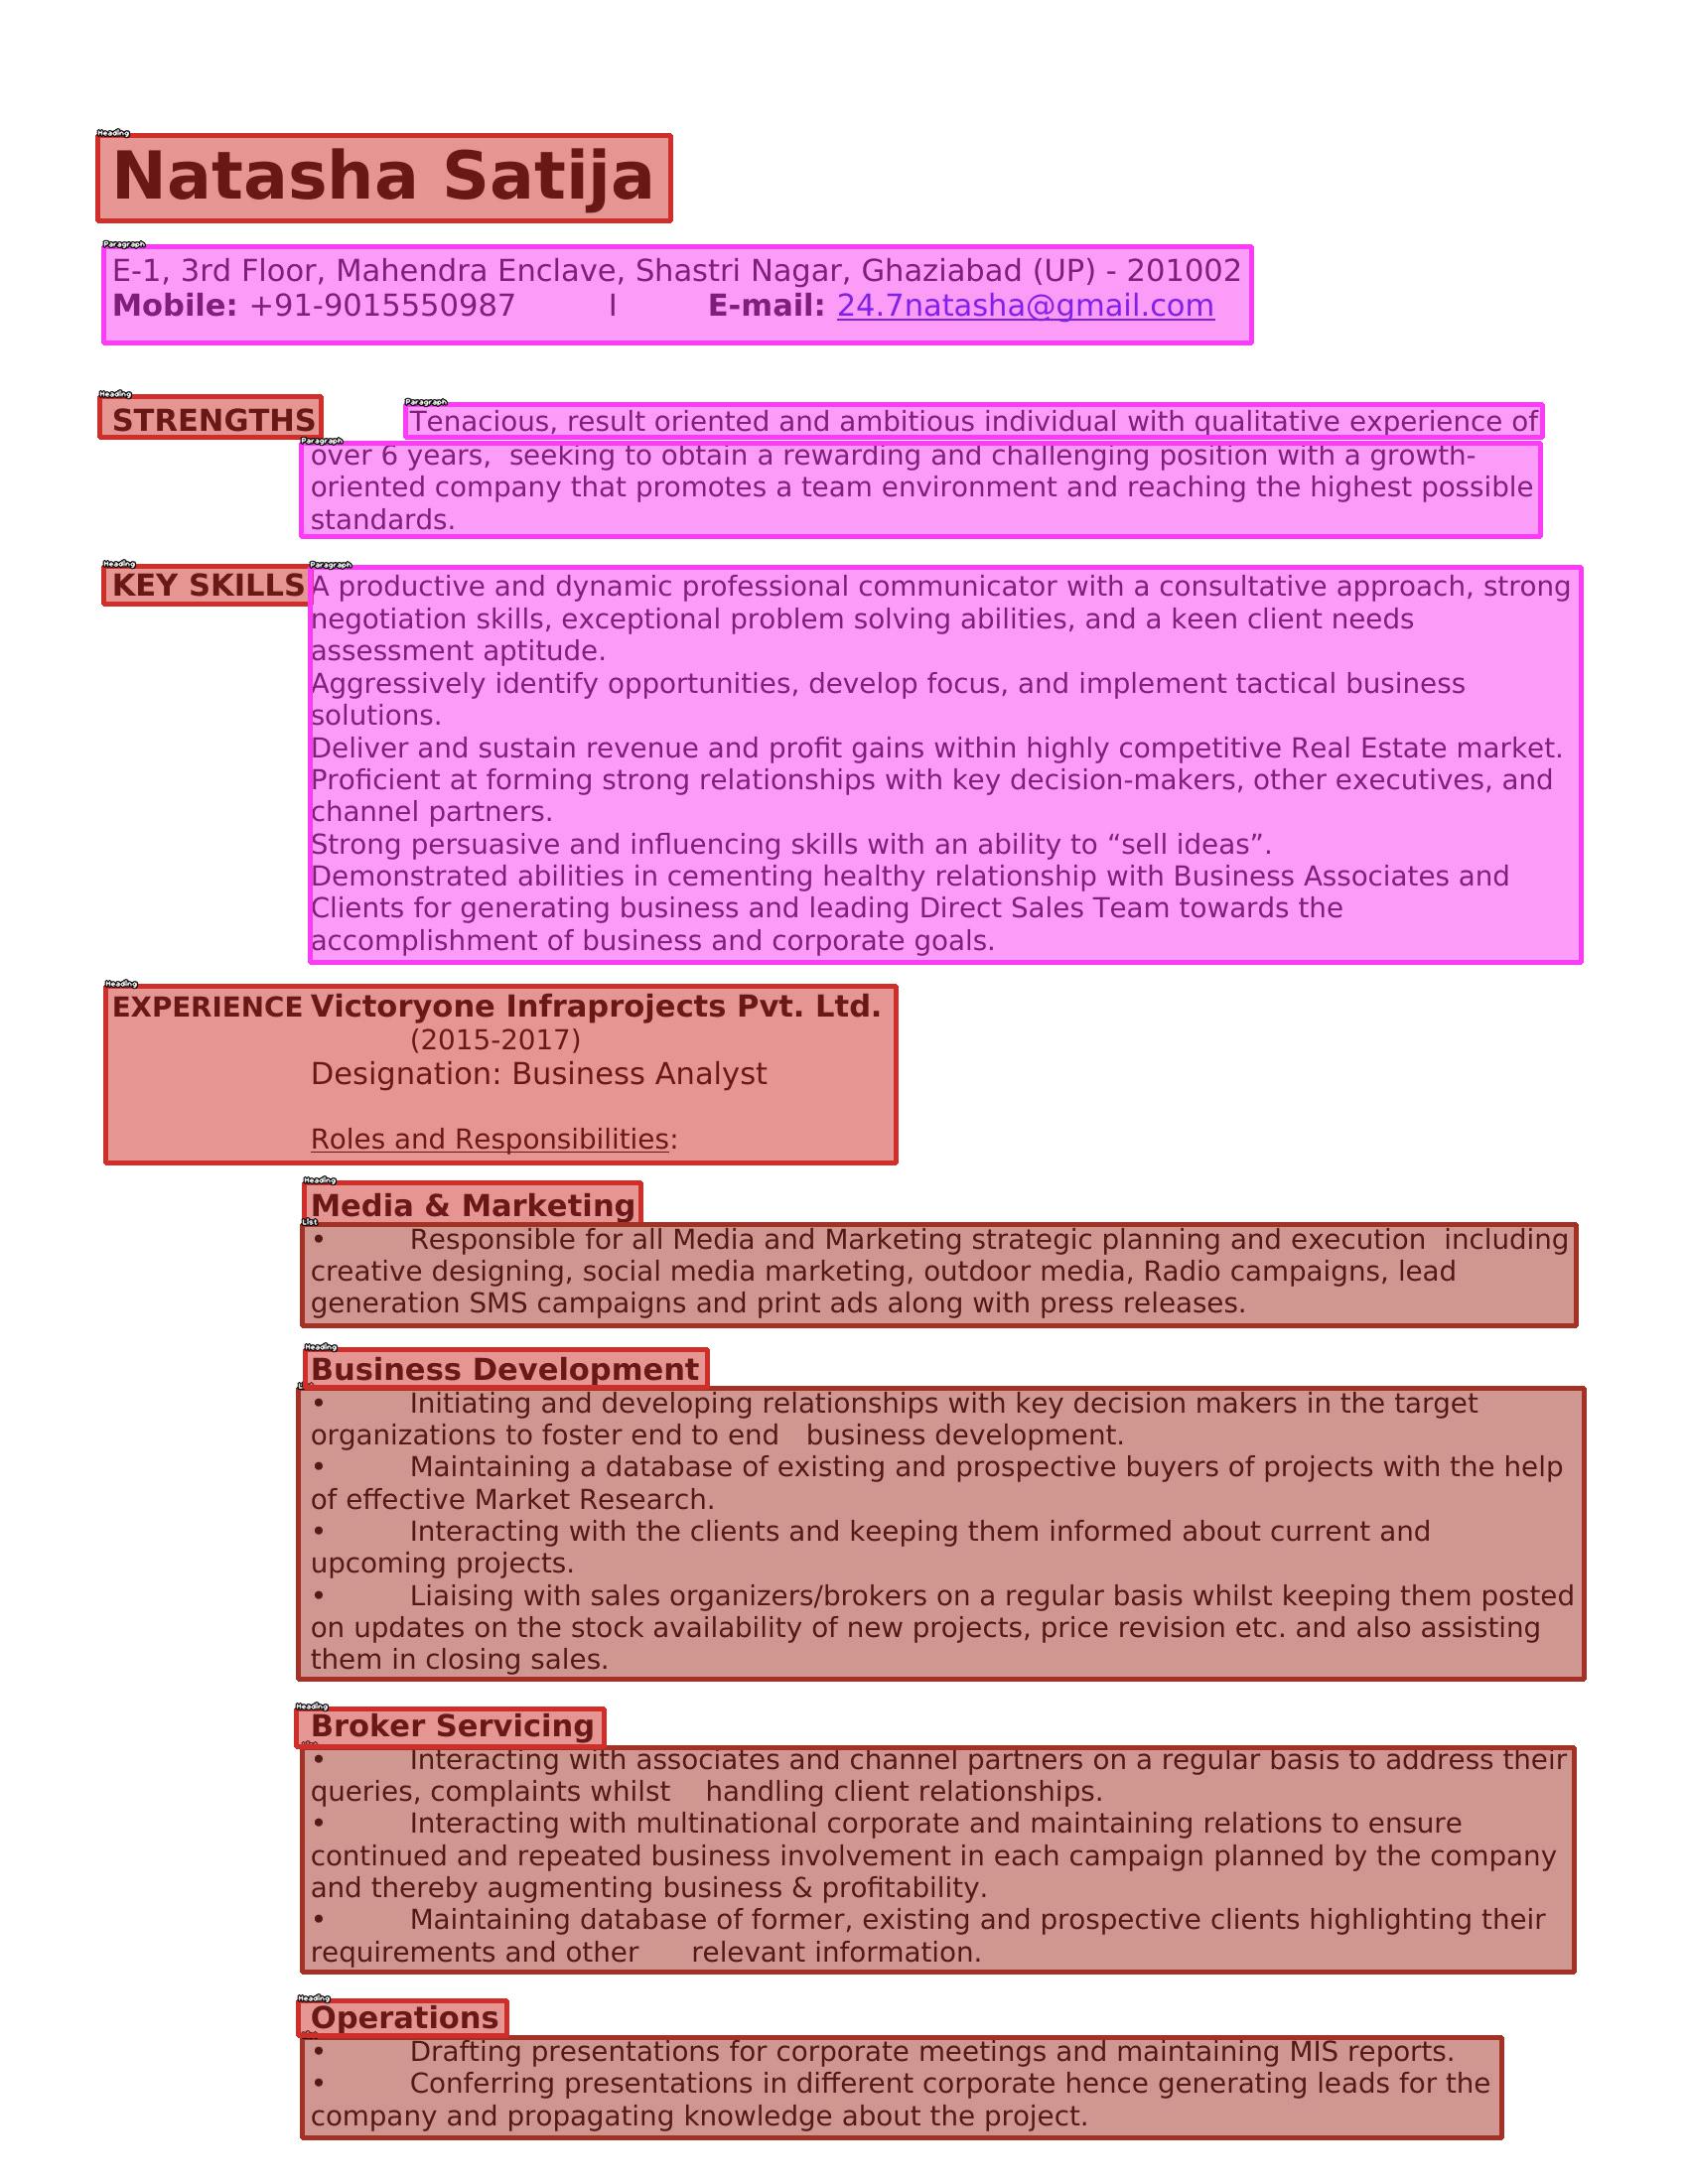 Heading
Natasha Satija
Paragraph
E-1, 3rd Floor, Mahendra Enclave, Shastri Nagar, Ghaziabad (UP) - 201002
Mobile: +91-9015550987 I E-mail: 24.7natasha@gmail.com
Heading
Paragraph
STRENGTHS Tenacious, result oriented and ambitious individual with qualitative experience of
Paragraph
over 6 years, seeking to obtain a rewarding and challenging position with a growth-
oriented company that promotes a team environment and reaching the highest possible
standards.
Heading
Paragraph
KEY SKILLS A productive and dynamic professional communicator with a consultative approach, strong
negotiation skills, exceptional problem solving abilities, and a keen client needs
assessment aptitude.
Aggressively identify opportunities, develop focus, and implement tactical business
solutions.
Deliver and sustain revenue and profit gains within highly competitive Real Estate market.
Proficient at forming strong relationships with key decision-makers, other executives, and
channel partners.
Strong persuasive and influencing skills with an ability to “sell ideas”.
Demonstrated abilities in cementing healthy relationship with Business Associates and
Clients for generating business and leading Direct Sales Team towards the
accomplishment of business and corporate goals.
Heading
EXPERIENCE Victoryone Infraprojects Pvt. Ltd.
(2015-2017)
Designation: Business Analyst
Roles and Responsibilities:
Heading
Media & Marketing
List
• Responsible for all Media and Marketing strategic planning and execution including
creative designing, social media marketing, outdoor media, Radio campaigns, lead
generation SMS campaigns and print ads along with press releases.
Heading
Business Development
• Initiating and developing relationships with key decision makers in the target
organizations to foster end to end business development.
• Maintaining a database of existing and prospective buyers of projects with the help
of effective Market Research.
• Interacting with the clients and keeping them informed about current and
upcoming projects.
• Liaising with sales organizers/brokers on a regular basis whilst keeping them posted
on updates on the stock availability of new projects, price revision etc. and also assisting
them in closing sales.
Heading
Broker Servicing
• Interacting with associates and channel partners on a regular basis to address their
queries, complaints whilst handling client relationships.
• Interacting with multinational corporate and maintaining relations to ensure
continued and repeated business involvement in each campaign planned by the company
and thereby augmenting business & profitability.
• Maintaining database of former, existing and prospective clients highlighting their
requirements and other relevant information.
Heading
Operations
• Drafting presentations for corporate meetings and maintaining MIS reports.
• Conferring presentations in different corporate hence generating leads for the
company and propagating knowledge about the project.